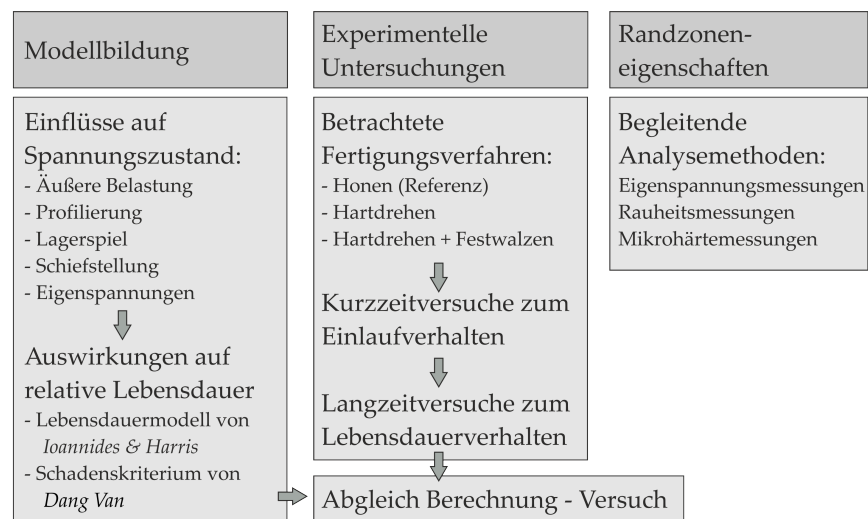 Modellbildung
Einflüsse auf
Spannungszustand:
- Äußere Belastung
- Profilierung
- Lagerspiel
- Schiefstellung
- Eigenspannungen
Auswirkungen auf
relative Lebensdauer
- Lebensdauermodell von
Ioannides & Harris
- Schadenskriterium von
Dang Van
Experimentelle
Untersuchungen
Betrachtete
Fertigungsverfahren:
- Honen (Referenz)
- Hartdrehen
- Hartdrehen + Festwalzen
Kurzzeitversuche zum
Einlaufverhalten
Langzeitversuche zum
Lebensdauerverhalten
Abgleich Berechnung - Versuch
Randzonen-
eigenschaften
Begleitende
Analysemethoden:
Eigenspannungsmessungen
Rauheitsmessungen
Mikrohärtemessungen